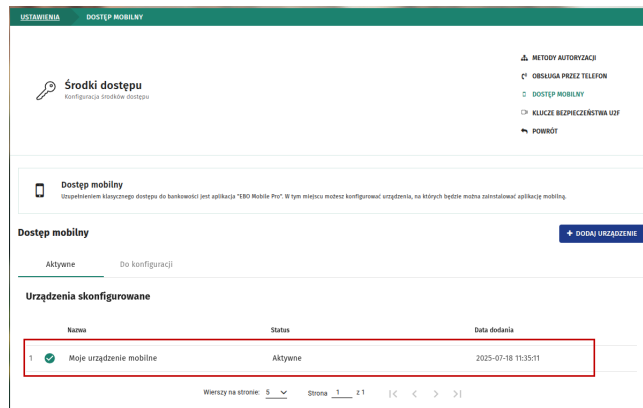 USTAWIENIA DOSTĘP MOBILNY
METODY AUTORYZACJI
OBSŁUGA PRZEZ TELEFON
DOSTĘP MOBILNY
KLUCZE BEZPIECZEŃSTWA U2F
POWRÓT
Środki dostępu
Konfiguracja środków dostępu
Dostęp mobilny
Uzupełnieniem klasycznego dostępu do bankowości jest aplikacja "EBO Mobile Pro". W tym miejscu możesz konfigurować urządzenia, na których będzie można zainstalować aplikację mobilną.
Dostęp mobilny
+ DODAJ URZĄDZENIE
Aktywne Do konfiguracji
Urządzenia skonfigurowane
Nazwa Status Data dodania
1 Moje urządzenie mobilne Aktywne 2025-07-18 11:35:11
Wierszy na stronie: 5 Strona 1 z 1